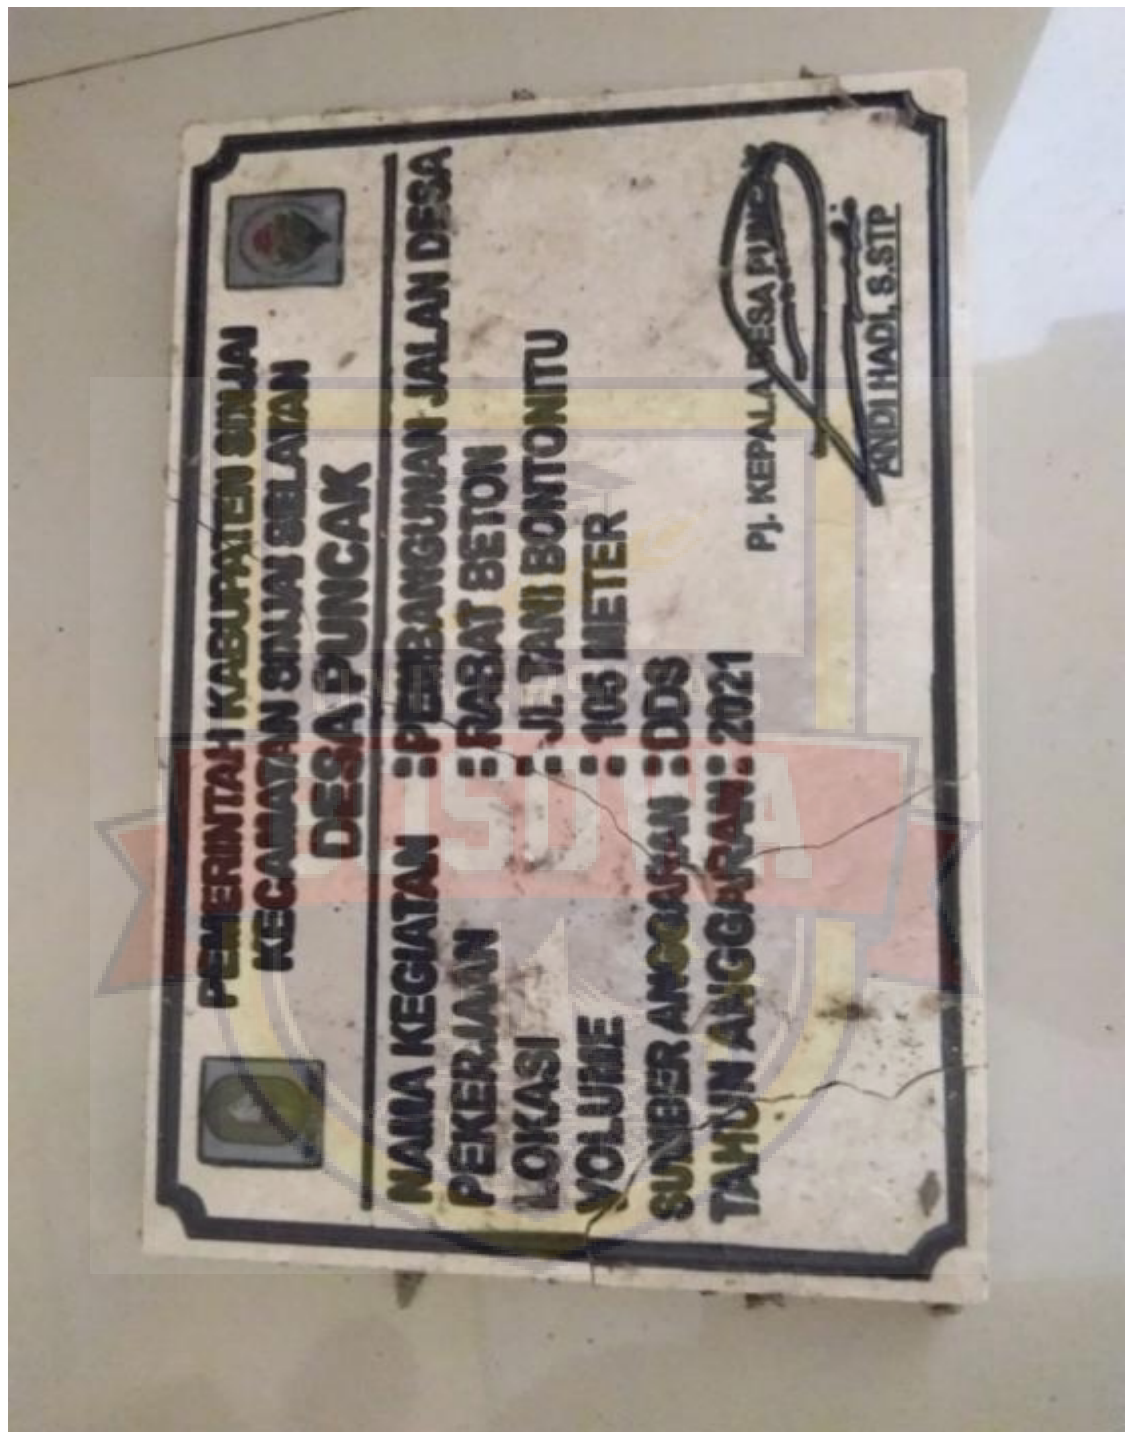 PEMERINTAH KABUPATEN SINJAI
KECAMATAN SINJAI SELATAN
DESA PUNCAK
NAMA KEGIATAN :PEMBANGUNAN JALAN DESA
PEKERJAAN : RABAT BETON
LOKASI : JL TANI BONTONITU
VOLUME : 105 METER
SUMBER ANGGARAN : DDS
TAHUN ANGGARAN : 2021
Pj. KEPALA DESA PUNCAK
ANDI HADI, S.STP
BOSOWA